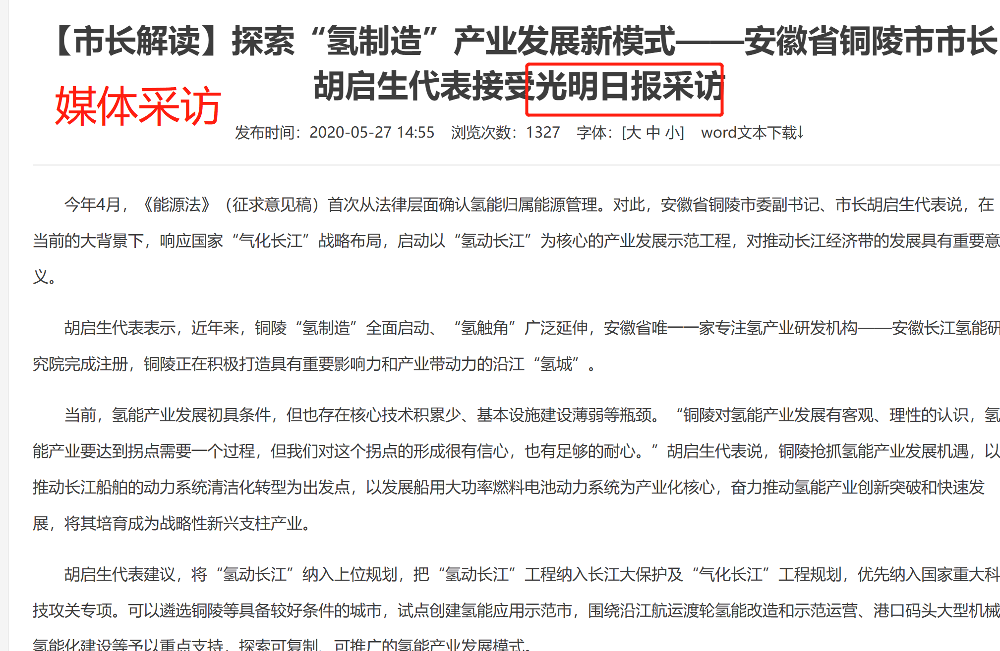 【市长解读】探索“氢制造”产业发展新模式——安徽省铜陵市市长
胡启生代表接受光明日报采访
媒体采访
发布时间：2020-05-27 14:55 浏览次数：1327 字体：[大 中 小] word文本下载↓
今年4月，《能源法》（征求意见稿）首次从法律层面确认氢能归属能源管理。对此，安徽省铜陵市委副书记、市长胡启生代表说，在
当前的大背景下，响应国家“气化长江”战略布局，启动以“氢动长江”为核心的产业发展示范工程，对推动长江经济带的发展具有重要意
义。
胡启生代表表示，近年来，铜陵“氢制造”全面启动、“氢触角”广泛延伸，安徽省唯一一家专注氢产业研发机构——安徽长江氢能研
究院完成注册，铜陵正在积极打造具有重要影响力和产业带动力的沿江“氢城”。
当前，氢能产业发展初具条件，但也存在核心技术积累少、基本设施建设薄弱等瓶颈。“铜陵对氢能产业发展有客观、理性的认识，氢
能产业要达到拐点需要一个过程，但我们对这个拐点的形成很有信心，也有足够的耐心。”胡启生代表说，铜陵抢抓氢能产业发展机遇，以
推动长江船舶的动力系统清洁化转型为出发点，以发展船用大功率燃料电池动力系统为产业化核心，奋力推动氢能产业创新突破和快速发
展，将其培育成为战略性新兴支柱产业。
胡启生代表建议，将“氢动长江”纳入上位规划，把“氢动长江”工程纳入长江大保护及“气化长江”工程规划，优先纳入国家重大科
技攻关专项。可以遴选铜陵等具备较好条件的城市，试点创建氢能应用示范市，围绕沿江航运渡轮氢能改造和示范运营、港口码头大型机械
氢能化建设等予以重点支持，探索可复制、可推广的氢能产业发展模式。